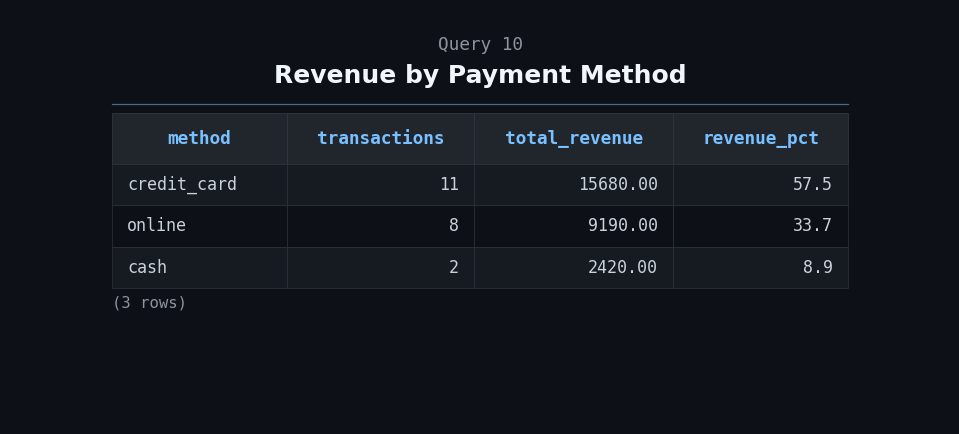 Query 10
Revenue by Payment Method
method transactions total_revenue revenue_pct
credit_card 11 15680.00 57.5
online 8 9190.00 33.7
cash 2 2420.00 8.9
(3 rows)